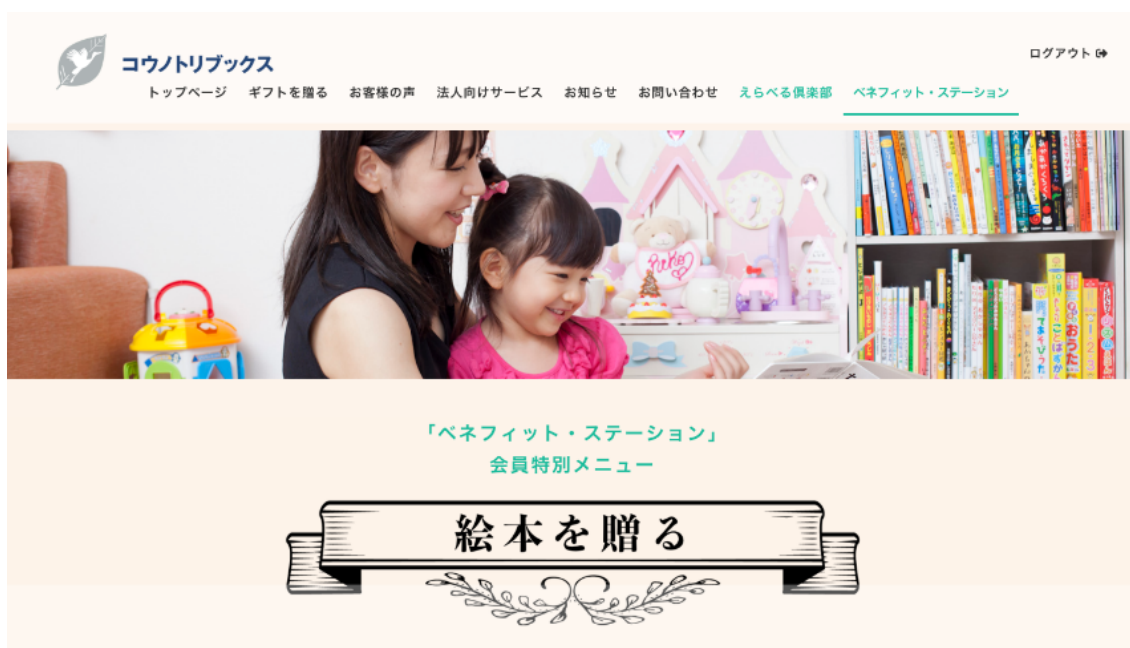 コウノトリブックス
ログアウト
トップページ ギフトを贈る お客様の声 法人向けサービス お知らせ お問い合わせ えらべる倶楽部 ベネフィット・ステーション
「ベネフィット・ステーション」
会員特別メニュー
絵本を贈る